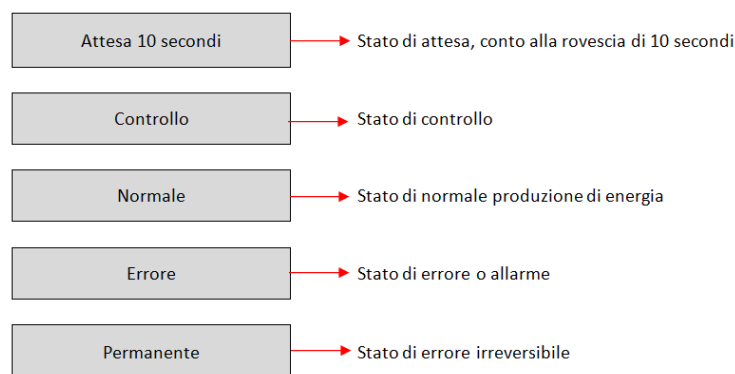 Attesa 10 secondi
Stato di attesa, conto alla rovescia di 10 secondi
Controllo
Stato di controllo
Normale
Stato di normale produzione di energia
Errore
Stato di errore o allarme
Permanente
Stato di errore irreversibile